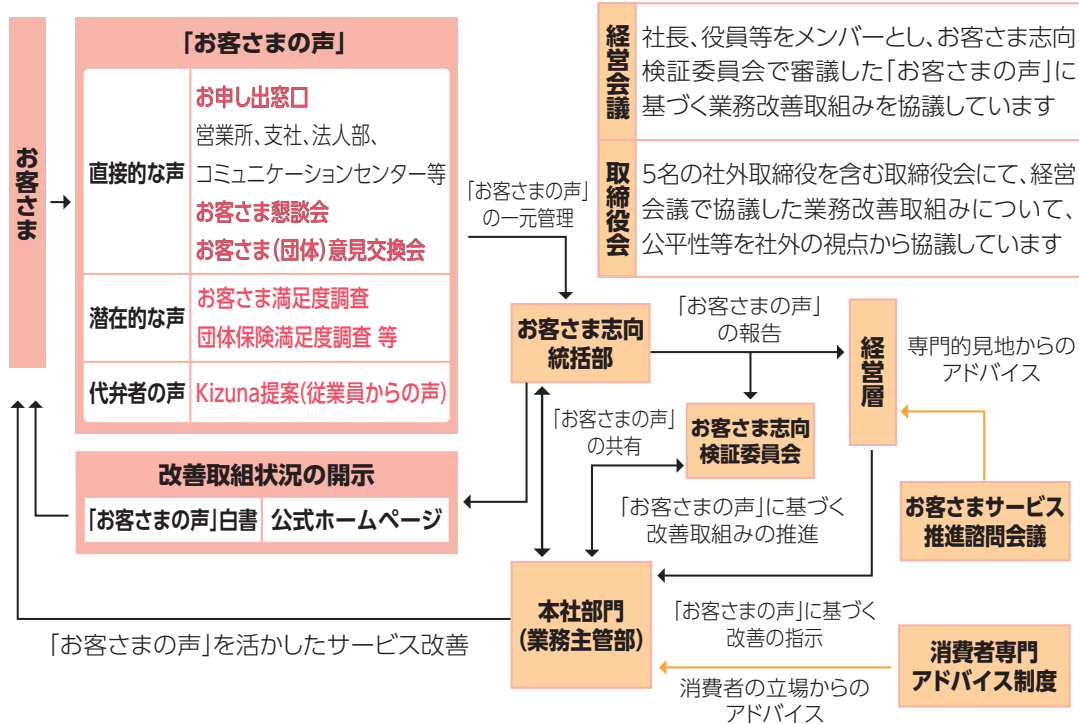 お客さま
「お客さまの声」
直接的な声
お申し出窓口
営業所、支社、法人部、
コミュニケーションセンター等
お客さま懇談会
お客さま(団体)意見交換会
潜在的な声
お客さま満足度調査
団体保険満足度調査 等
代弁者の声
Kizuna提案(従業員からの声)
改善取組状況の開示
「お客さまの声」白書
公式ホームページ
経営会議
社長、役員等をメンバーとし、お客さま志向
検証委員会で審議した「お客さまの声」に
基づく業務改善取組みを協議しています
取締役会
5名の社外取締役を含む取締役会にて、経営
会議で協議した業務改善取組みについて、
公平性等を社外の視点から協議しています
「お客さまの声」
の一元管理
お客さま志向
統括部
「お客さまの声」
の報告
経営層
専門的見地からの
アドバイス
「お客さまの声」
の共有
お客さま志向
検証委員会
「お客さまの声」に基づく
改善取組みの推進
お客さまサービス
推進諮問会議
本社部門
(業務主管部)
「お客さまの声」に基づく
改善の指示
「お客さまの声」を活かしたサービス改善
消費者の立場からの
アドバイス
消費者専門
アドバイス制度